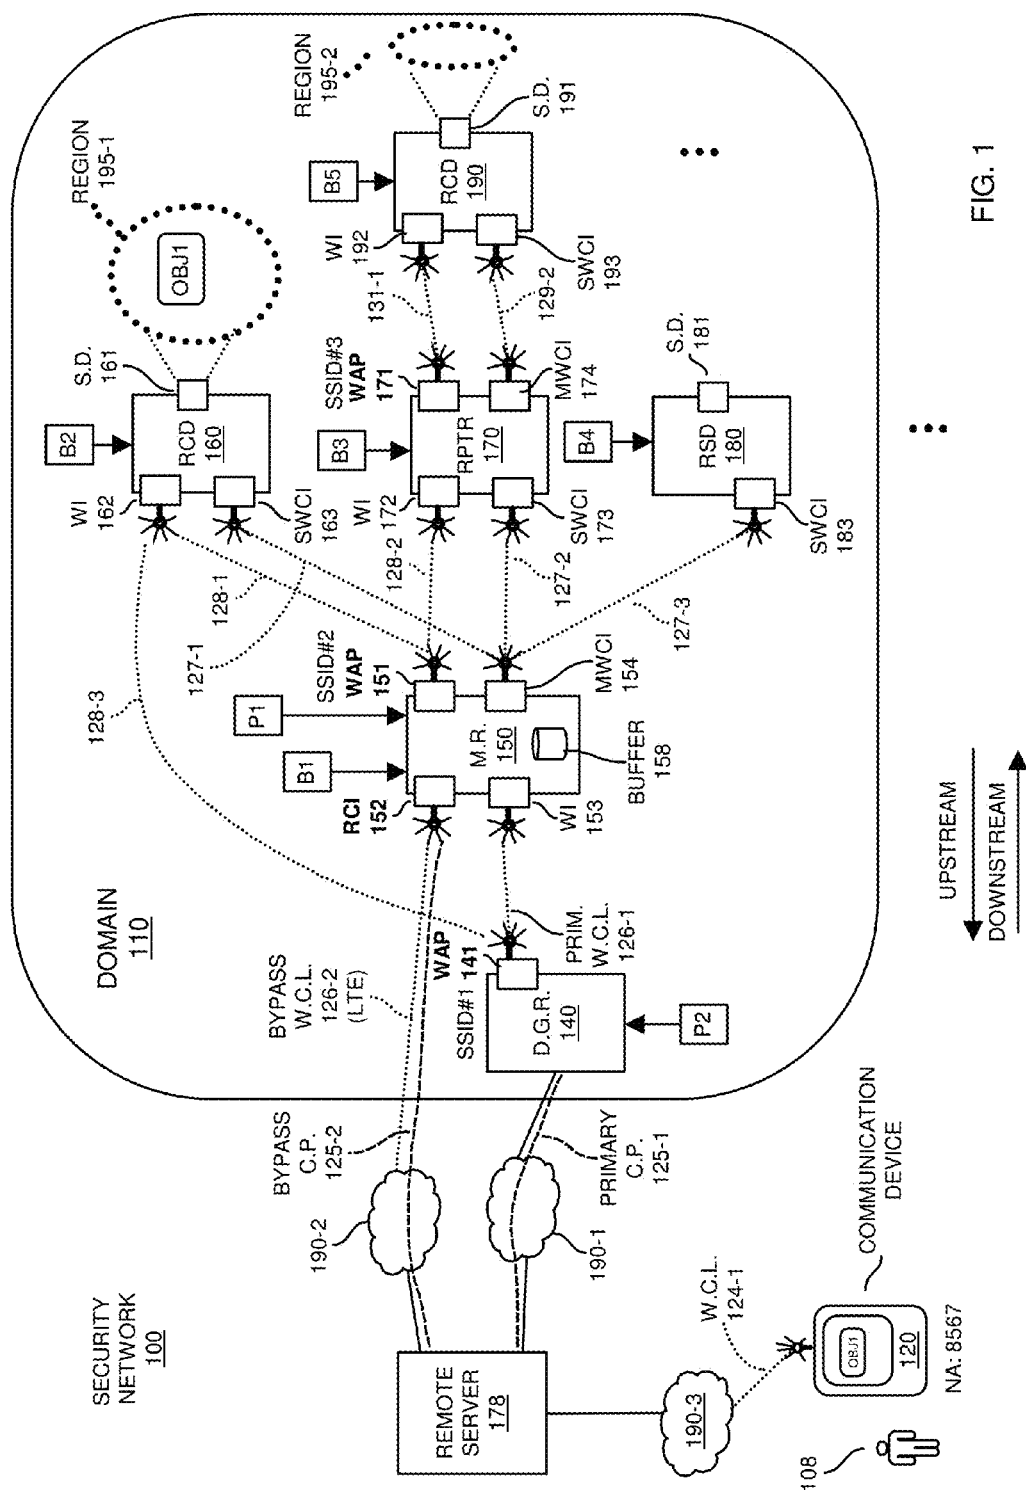 SECURITY
NETWORK
100
DOMAIN
110
REMOTE
SERVER
178
190-2
190-1
190-3
BYPASS
C.P.
125-2
PRIMARY
C.P.
125-1
W.C.L.
124-1
108
OBJ1
120
NA: 8567
COMMUNICATION
DEVICE
BYPASS
W.C.L.
126-2
(LTE)
SSID#1
WAP
141
D.G.R.
140
P2
PRIM.
W.C.L.
126-1
128-3
B1
P1
RCI
152
WI
153
M.R.
150
BUFFER
158
SSID#2
WAP
151
MWCI
154
127-1
128-1
128-2
127-2
127-3
WI
162
SWCI
163
B2
RCD
160
S.D.
161
REGION
195-1
OBJ1
WI
172
SWCI
173
B3
RPTR
170
SSID#3
WAP
171
MWCI
174
SWCI
183
B4
RSD
180
S.D.
181
131-1
129-2
WI
192
SWCI
193
B5
RCD
190
S.D.
191
REGION
195-2
UPSTREAM
DOWNSTREAM
FIG. 1